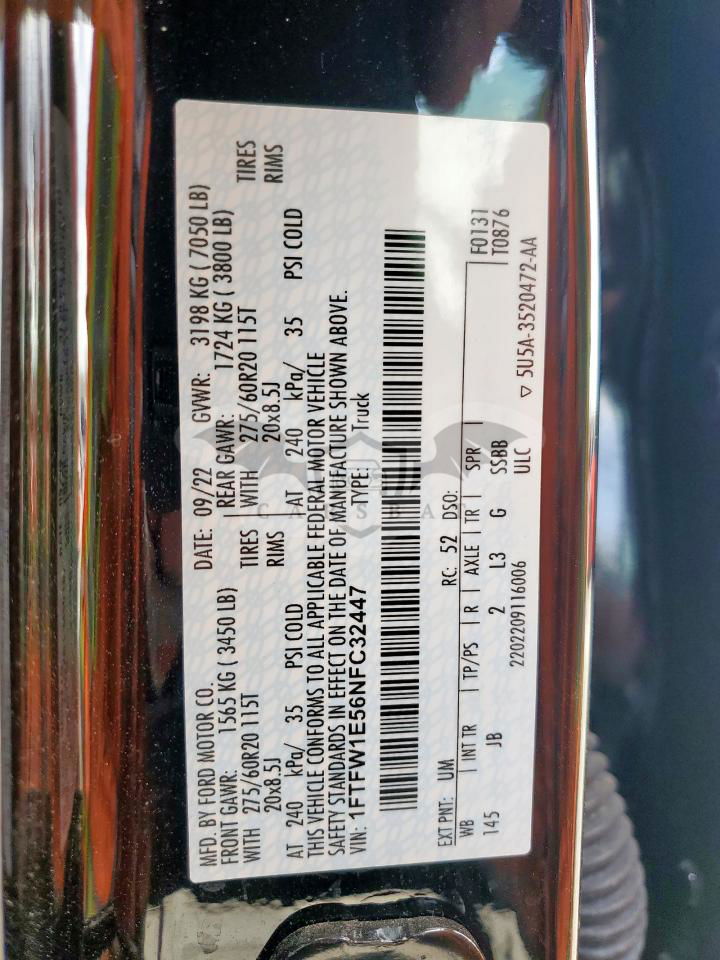 MFD. BY FORD MOTOR CO.
DATE: 09/22 GVWR: 3198 KG ( 7050 LB)
FRONT GAWR: 1565 KG ( 3450 LB)
REAR GAWR: 1724 KG ( 3800 LB)
WITH 275/60R20 115T TIRES
WITH 275/60R20 115T TIRES
20x8.5J RIMS
20x8.5J RIMS
AT 240 kPa/ 35 PSI COLD
AT 240 kPa/ 35 PSI COLD
THIS VEHICLE CONFORMS TO ALL APPLICABLE FEDERAL MOTOR VEHICLE
SAFETY STANDARDS IN EFFECT ON THE DATE OF MANUFACTURE SHOWN ABOVE.
VIN: 1FTFW1E56NFC32447 TYPE: Truck
EXT PNT: UM RC: 52 DSO:
WB INT TR TP/PS R AXLE TR SPR F0131
145 JB 2 L3 G SSBB T0876
2202209116006 ULC ▽ 5U5A-3520472-AA